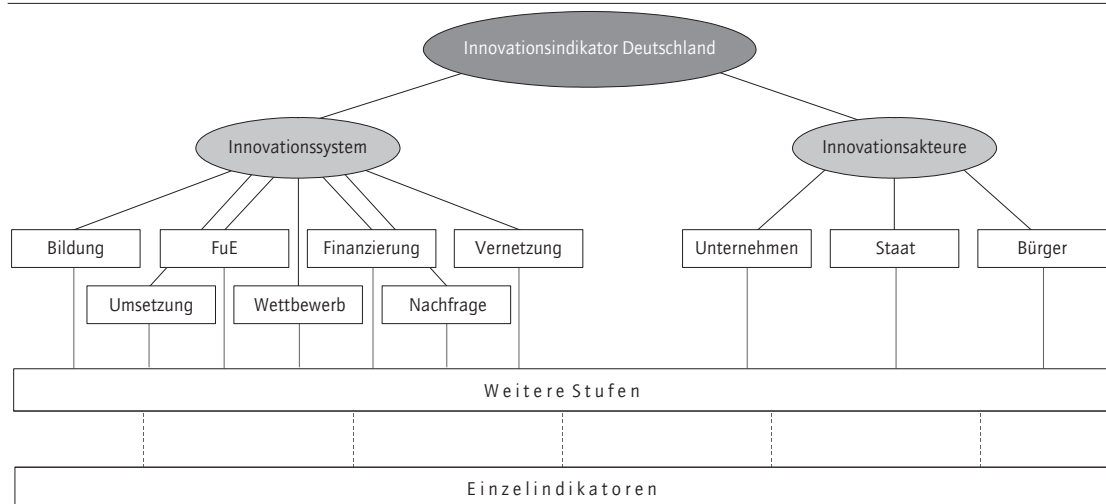 Innovationsindikator Deutschland
Innovationssystem
Innovationsakteure
Bildung
FuE
Finanzierung
Vernetzung
Unternehmen
Staat
Bürger
Umsetzung
Wettbewerb
Nachfrage
Weitere Stufen
Einzelindikatoren